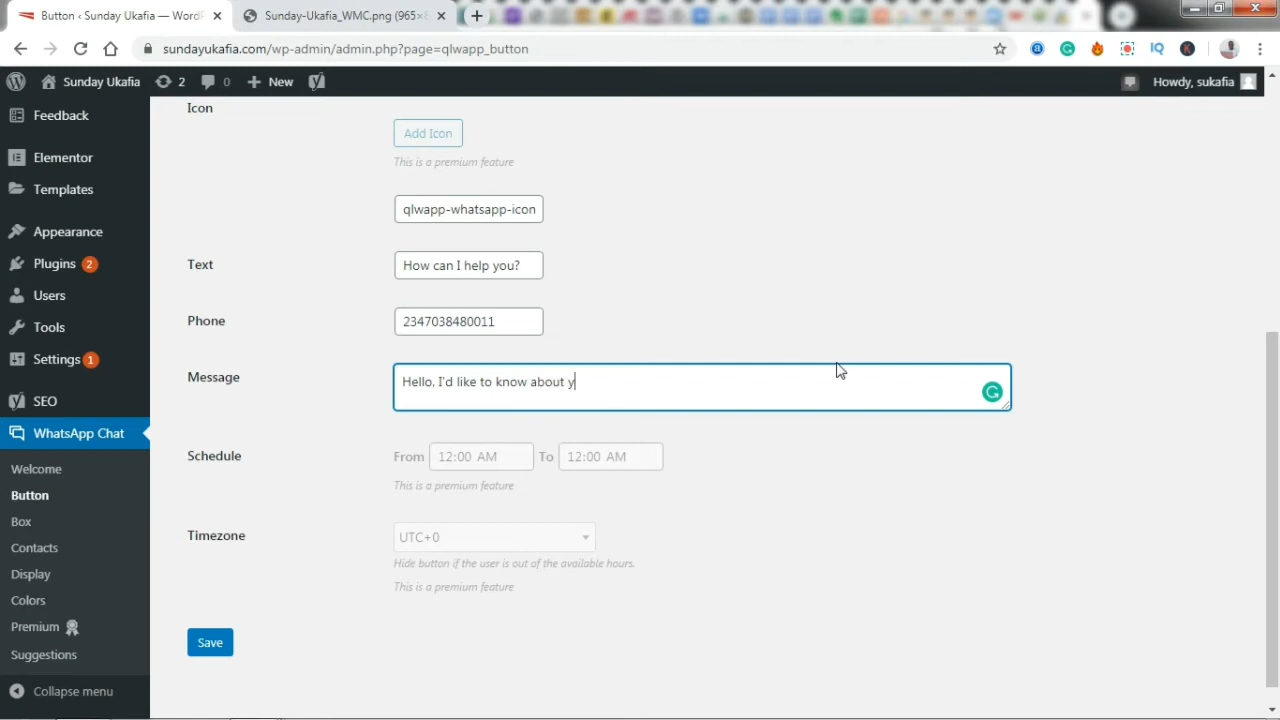 Button ‹ Sunday Ukafia — WordP
Sunday-Ukafia_WMC.png (965×8
sundayukafia.com/wp-admin/admin.php?page=qlwapp_button
Sunday Ukafia
2
0
New
Howdy, sukafia
Feedback
Elementor
Templates
Appearance
Plugins 2
Users
Tools
Settings 1
SEO
WhatsApp Chat
Welcome
Button
Box
Contacts
Display
Colors
Premium
Suggestions
Collapse menu
Icon
Add Icon
This is a premium feature
qlwapp-whatsapp-icon
Text
How can I help you?
Phone
2347038480011
Message
Hello, I'd like to know about y
Schedule
From 12:00 AM To 12:00 AM
This is a premium feature
Timezone
UTC+0
Hide button if the user is out of the available hours.
This is a premium feature
Save